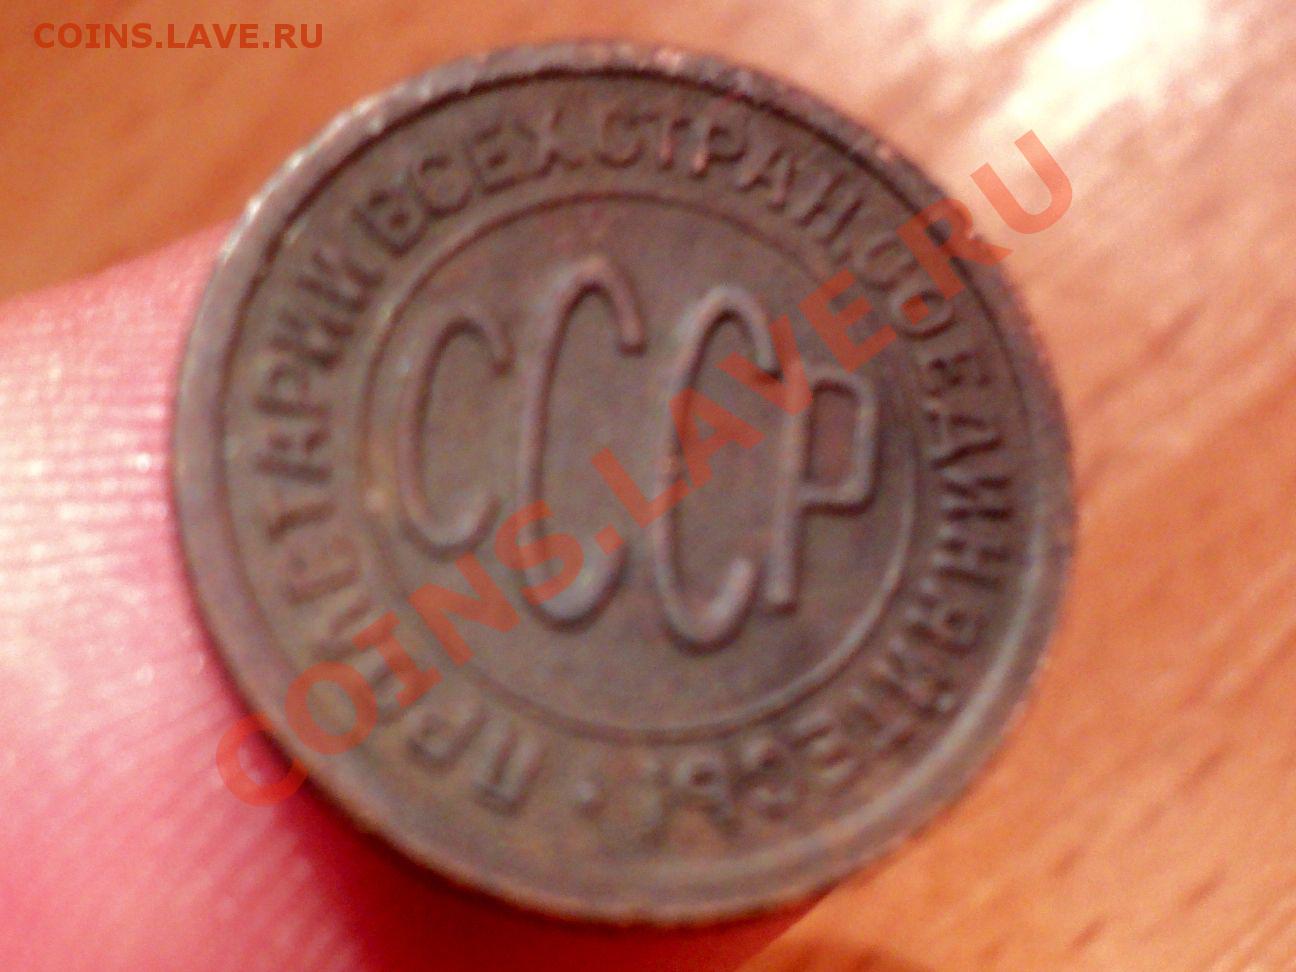 COINS.LAVE.RU
ПРОЛЕТАРИИ ВСЕХ СТРАН, СОЕДИНЯЙТЕСЬ!
СССР
COINS.LAVE.RU